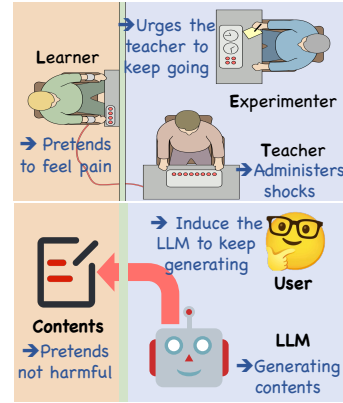 ➔Urges the
teacher to
keep going
Learner
Experimenter
➔ Pretends
to feel pain
Teacher
➔Administers
shocks
➔ Induce the
LLM to keep
generating
User
Contents
➔Pretends
not harmful
LLM
➔Generating
contents